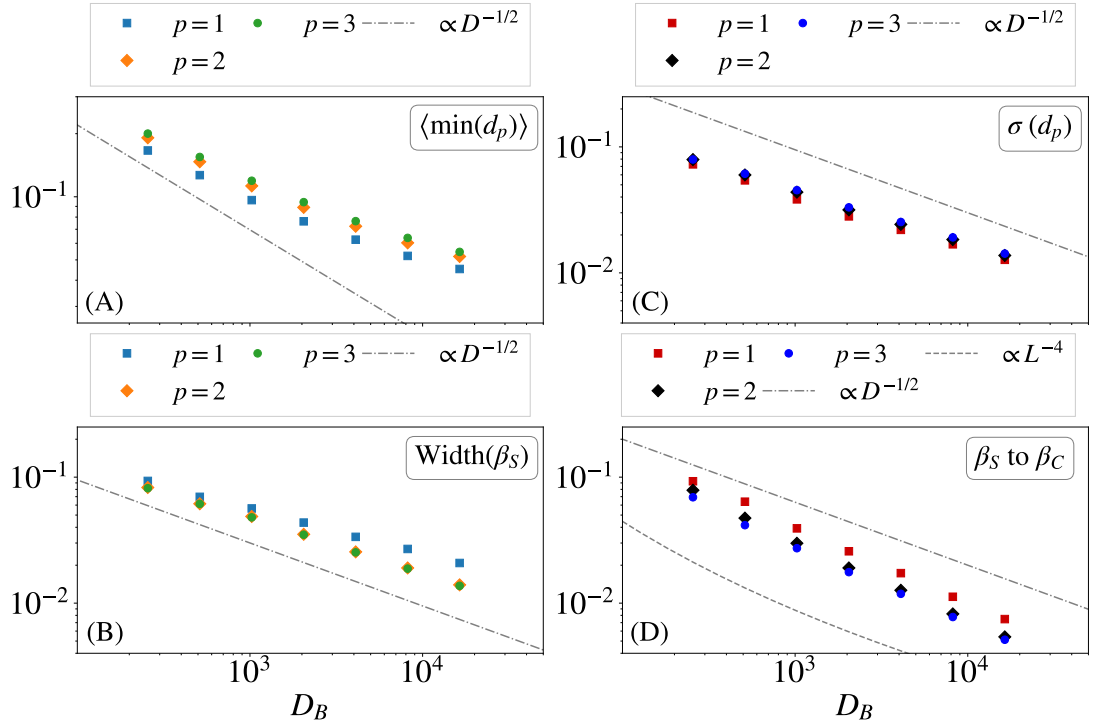 p = 1 p = 3 ∝D^{-1/2}
p = 2
⟨min(d_p)⟩
10^{-1}
(A)
p = 1 p = 3 ∝D^{-1/2}
p = 2
σ (d_p)
10^{-1}
10^{-2}
(C)
p = 1 p = 3 ∝D^{-1/2}
p = 2
Width(β_S)
10^{-1}
10^{-2}
(B)
10^3 10^4
D_B
p = 1 p = 3 ∝L^{-4}
p = 2 ∝D^{-1/2}
β_S to β_C
10^{-1}
10^{-2}
(D)
10^3 10^4
D_B